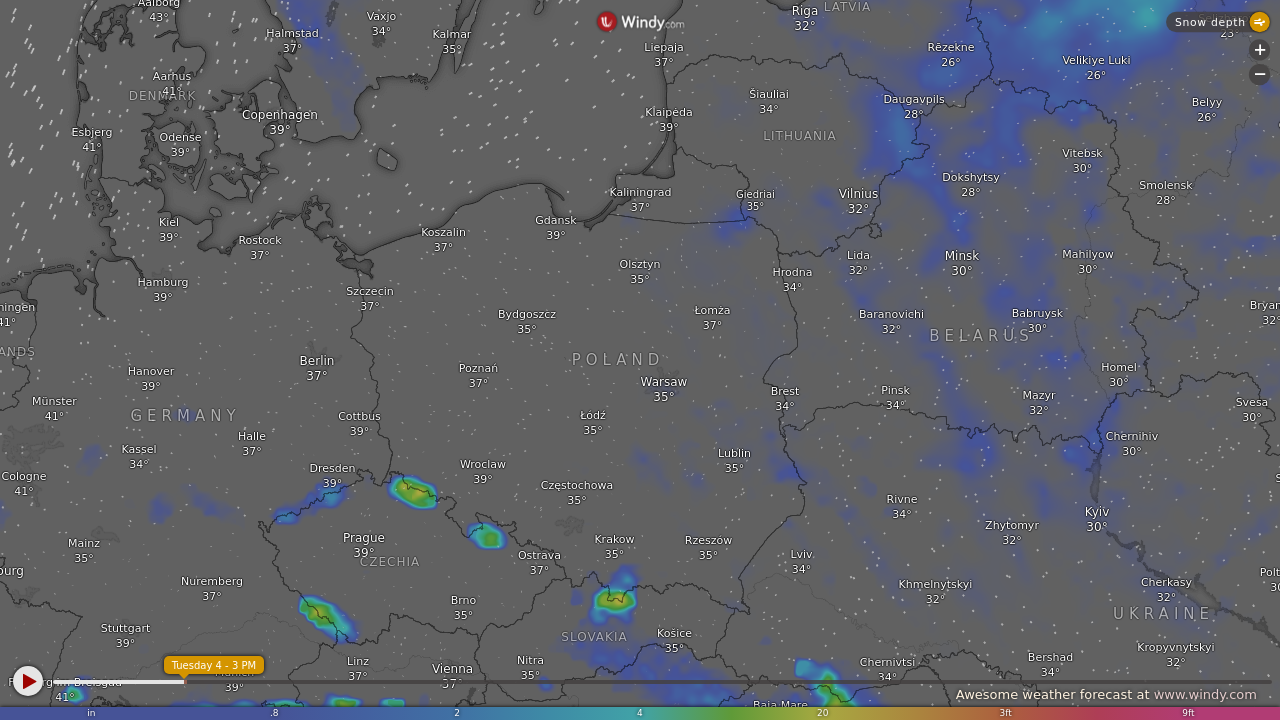 Aalborg
43°
Halmstad
37°
Växjö
34°
Kalmar
35°
Windy.com
Liepaja
37°
Riga
32°
LATVIA
Rēzekne
26°
Velikiye Luki
26°
Snow depth
23°
+
−
Aarhus
41°
DENMARK
Copenhagen
39°
Esbjerg
41°
Odense
39°
Klaipėda
39°
Šiauliai
34°
LITHUANIA
Daugavpils
28°
Belyy
26°
Vitebsk
30°
Dokshytsy
28°
Smolensk
28°
Kaliningrad
37°
Giedriai
35°
Vilnius
32°
Kiel
39°
Rostock
37°
Koszalin
37°
Gdansk
39°
Olsztyn
35°
Hrodna
34°
Lida
32°
Minsk
30°
Mahilyow
30°
Hamburg
39°
Szczecin
37°
ningen
41°
Bydgoszcz
35°
Łomża
37°
Baranovichi
32°
Babruysk
30°
Bryan
32°
ANDS
BELARUS
POLAND
Berlin
37°
Hanover
39°
Poznań
37°
Warsaw
35°
Brest
34°
Pinsk
34°
Homel
30°
Mazyr
32°
Svesa
30°
Münster
41°
GERMANY
Cottbus
39°
Łódź
35°
Kassel
34°
Halle
37°
Chernihiv
30°
Lublin
35°
Cologne
41°
Dresden
39°
Wroclaw
39°
Częstochowa
35°
Rivne
34°
Kyiv
30°
Zhytomyr
32°
Mainz
35°
Prague
39°
CZECHIA
Ostrava
37°
Krakow
35°
Rzeszów
35°
Lviv
34°
burg
Nuremberg
37°
Khmelnytskyi
32°
Cherkasy
32°
Polt
30
Brno
35°
UKRAINE
Stuttgart
39°
SLOVAKIA
Košice
35°
Kropyvnytskyi
32°
Tuesday 4 - 3 PM
Linz
37°
Vienna
37°
Nitra
35°
Chernivtsi
34°
Bershad
34°
Freiburg im Breisgau
41°
Munich
39°
Baia Mare
Awesome weather forecast at www.windy.com
in .8 2 4 20 3ft 9ft